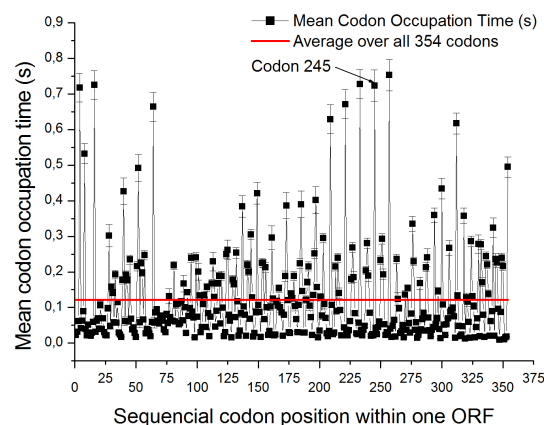 Mean Codon Occupation Time (s)
Average over all 354 codons
Codon 245
Mean codon occupation time (s)
0,9
0,8
0,7
0,6
0,5
0,4
0,3
0,2
0,1
0,0
0 25 50 75 100 125 150 175 200 225 250 275 300 325 350 375
Sequencial codon position within one ORF